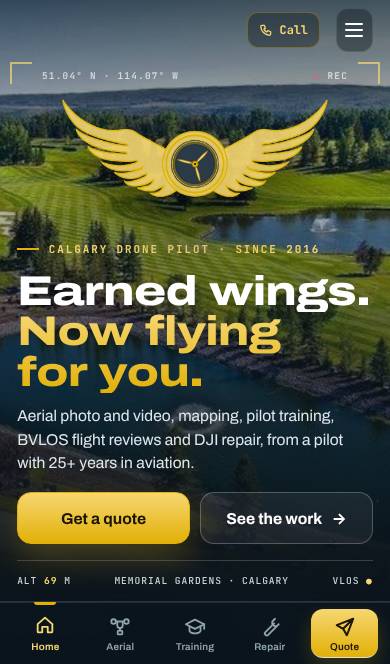 Call
51.04° N · 114.07° W
REC
CALGARY DRONE PILOT · SINCE 2016
Earned wings.
Now flying
for you.
Aerial photo and video, mapping, pilot training,
BVLOS flight reviews and DJI repair, from a pilot
with 25+ years in aviation.
Get a quote
See the work →
ALT 69 M
MEMORIAL GARDENS · CALGARY
VLOS
Home
Aerial
Training
Repair
Quote